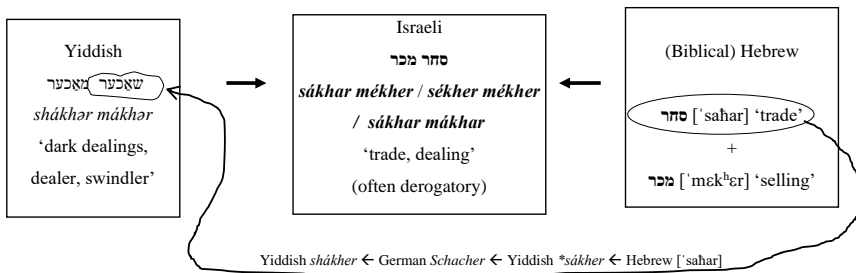 Yiddish
שאַכער מאַכער
shákhər mákhər
‘dark dealings,
dealer, swindler’
Israeli
סחר מכר
sákhar mékher / sékher mékher
/ sákhar mákhar
‘trade, dealing’
(often derogatory)
(Biblical) Hebrew
סחר [ˈsaħar] ‘trade’
+
מכר [ˈmɛkʰɛr] ‘selling’
Yiddish shákher ← German Schacher ← Yiddish *sákher ← Hebrew [ˈsaħar]